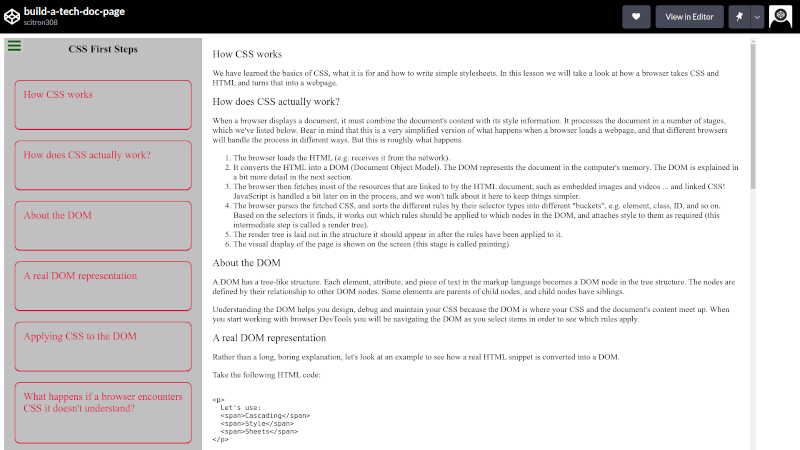 build-a-tech-doc-page
scitron308
View in Editor
CSS First Steps
How CSS works
How does CSS actually work?
About the DOM
A real DOM representation
Applying CSS to the DOM
What happens if a browser encounters
CSS it doesn't understand?
How CSS works
We have learned the basics of CSS, what it is for and how to write simple stylesheets. In this lesson we will take a look at how a browser takes CSS and
HTML and turns that into a webpage.
How does CSS actually work?
When a browser displays a document, it must combine the document's content with its style information. It processes the document in a number of stages,
which we've listed below. Bear in mind that this is a very simplified version of what happens when a browser loads a webpage, and that different browsers
will handle the process in different ways. But this is roughly what happens.
1. The browser loads the HTML (e.g. receives it from the network).
2. It converts the HTML into a DOM (Document Object Model). The DOM represents the document in the computer's memory. The DOM is explained in
a bit more detail in the next section.
3. The browser then fetches most of the resources that are linked to by the HTML document, such as embedded images and videos ... and linked CSS!
JavaScript is handled a bit later on in the process, and we won't talk about it here to keep things simpler.
4. The browser parses the fetched CSS, and sorts the different rules by their selector types into different "buckets", e.g. element, class, ID, and so on.
Based on the selectors it finds, it works out which rules should be applied to which nodes in the DOM, and attaches style to them as required (this
intermediate step is called a render tree).
5. The render tree is laid out in the structure it should appear in after the rules have been applied to it.
6. The visual display of the page is shown on the screen (this stage is called painting).
About the DOM
A DOM has a tree-like structure. Each element, attribute, and piece of text in the markup language becomes a DOM node in the tree structure. The nodes are
defined by their relationship to other DOM nodes. Some elements are parents of child nodes, and child nodes have siblings.
Understanding the DOM helps you design, debug and maintain your CSS because the DOM is where your CSS and the document's content meet up. When
you start working with browser DevTools you will be navigating the DOM as you select items in order to see which rules apply.
A real DOM representation
Rather than a long, boring explanation, let's look at an example to see how a real HTML snippet is converted into a DOM.
Take the following HTML code:
<p>
Let's use:
<span>Cascading</span>
<span>Style</span>
<span>Sheets</span>
</p>